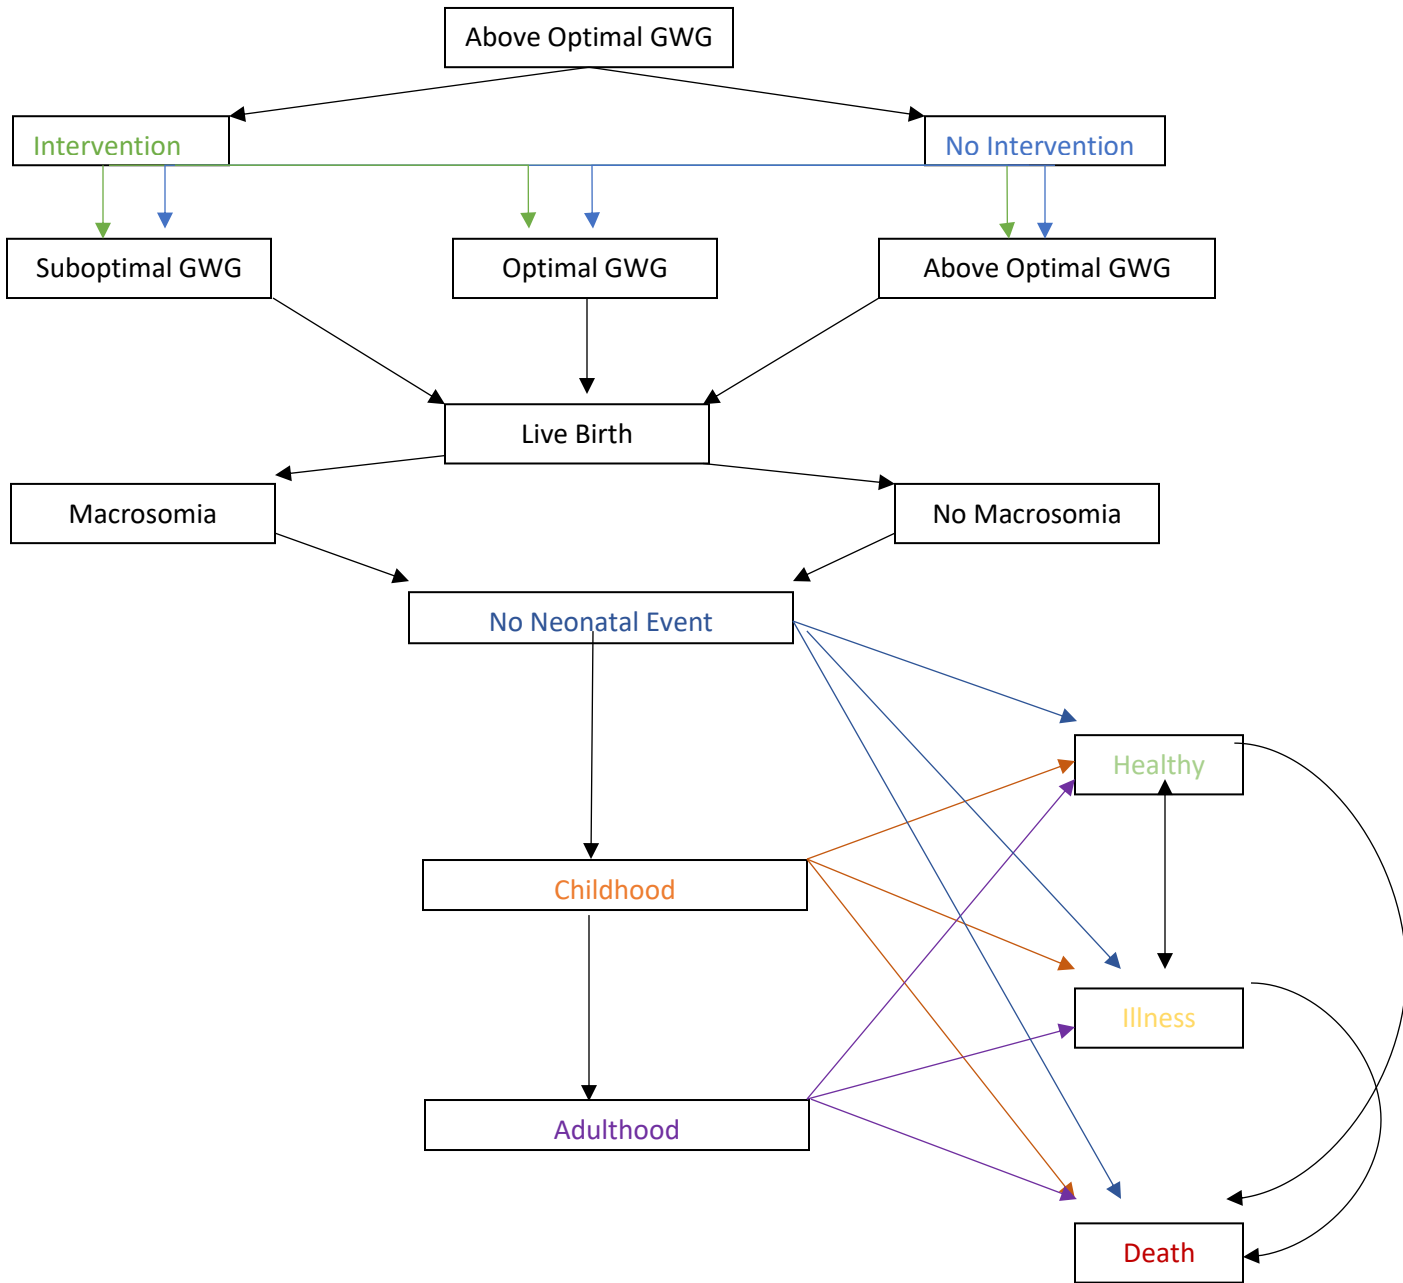 Above Optimal GWG
Intervention
No Intervention
Suboptimal GWG
Optimal GWG
Above Optimal GWG
Live Birth
Macrosomia
No Macrosomia
No Neonatal Event
Healthy
Childhood
Illness
Adulthood
Death